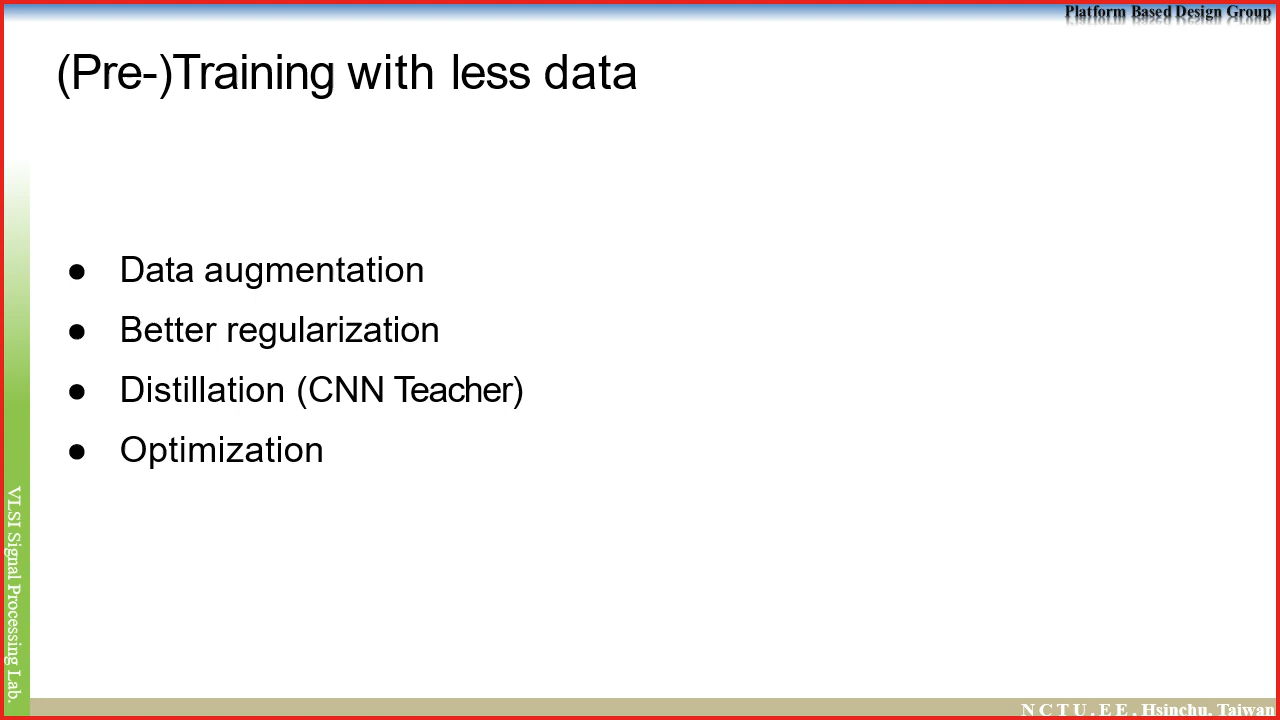 Platform Based Design Group
(Pre-)Training with less data
● Data augmentation
● Better regularization
● Distillation (CNN Teacher)
● Optimization
VLSI Signal Processing Lab.
N C T U . E E , Hsinchu, Taiwan